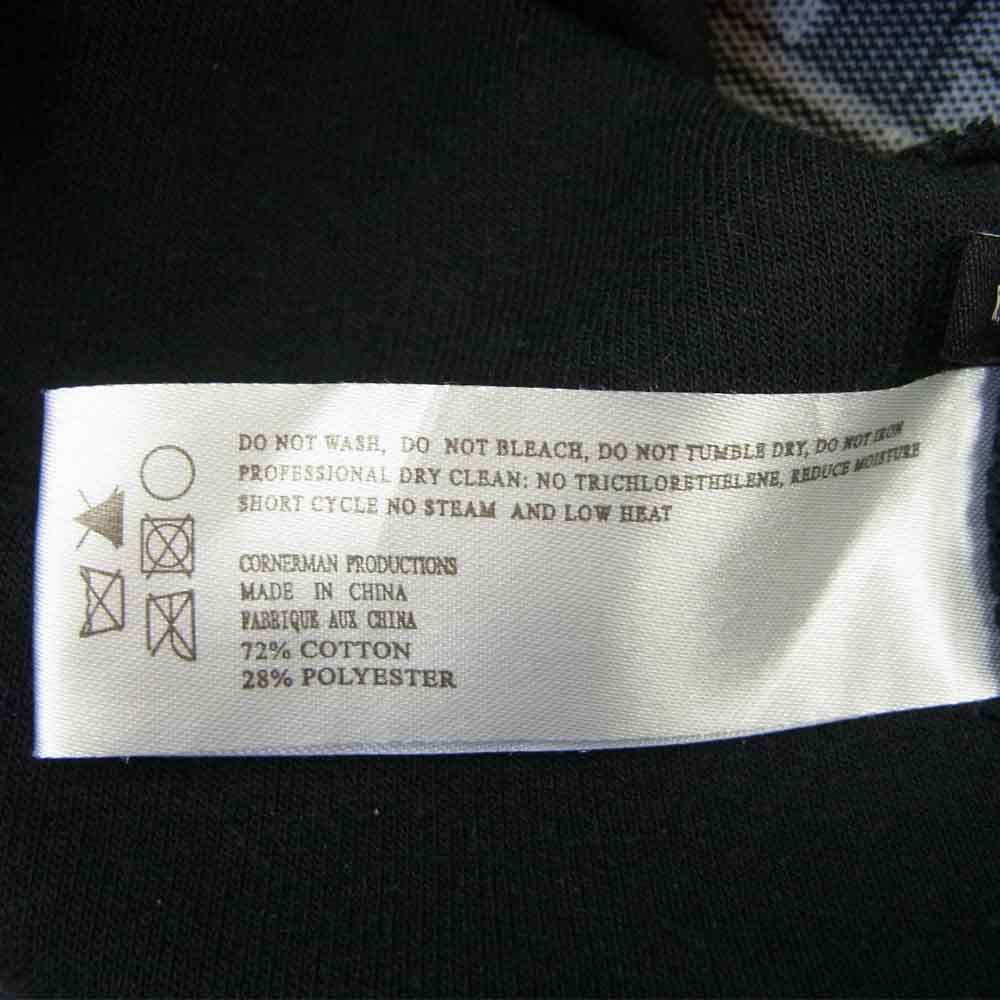 DO NOT WASH, DO NOT BLEACH, DO NOT TUMBLE DRY, DO NOT IRON
PROFESSIONAL DRY CLEAN: NO TRICHLORETHELENE, REDUCE MOISTURE
SHORT CYCLE NO STEAM AND LOW HEAT
CORNERMAN PRODUCTIONS
MADE IN CHINA
FABRIQUE AUX CHINA
72% COTTON
28% POLYESTER